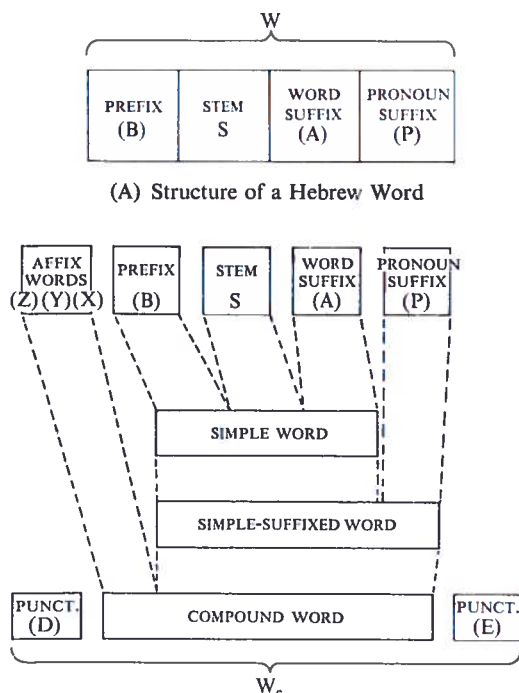 W
PREFIX
(B)
STEM
S
WORD
SUFFIX
(A)
PRONOUN
SUFFIX
(P)
(A) Structure of a Hebrew Word
AFFIX
WORDS
(Z)(Y)(X)
PREFIX
(B)
STEM
S
WORD
SUFFIX
(A)
PRONOUN
SUFFIX
(P)
SIMPLE WORD
SIMPLE-SUFFIXED WORD
PUNCT.
(D)
COMPOUND WORD
PUNCT.
(E)